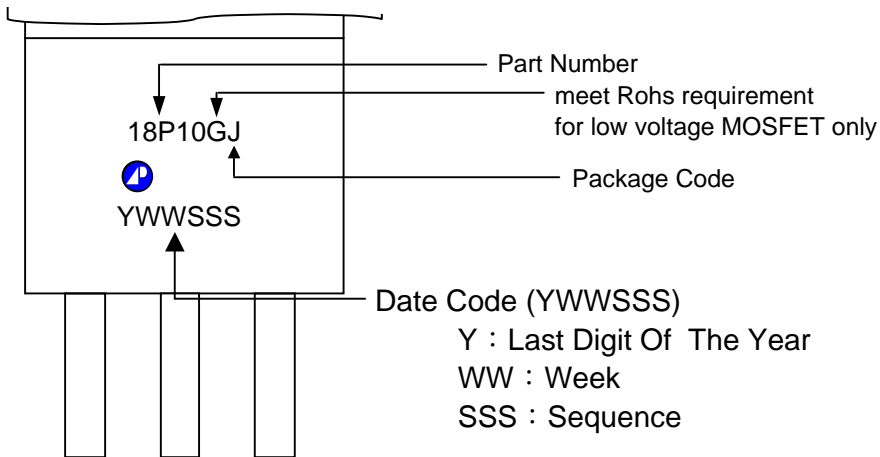 Part Number
meet Rohs requirement
for low voltage MOSFET only
18P10GJ
Package Code
YWWSSS
Date Code (YWWSSS)
Y：Last Digit Of The Year
WW：Week
SSS：Sequence